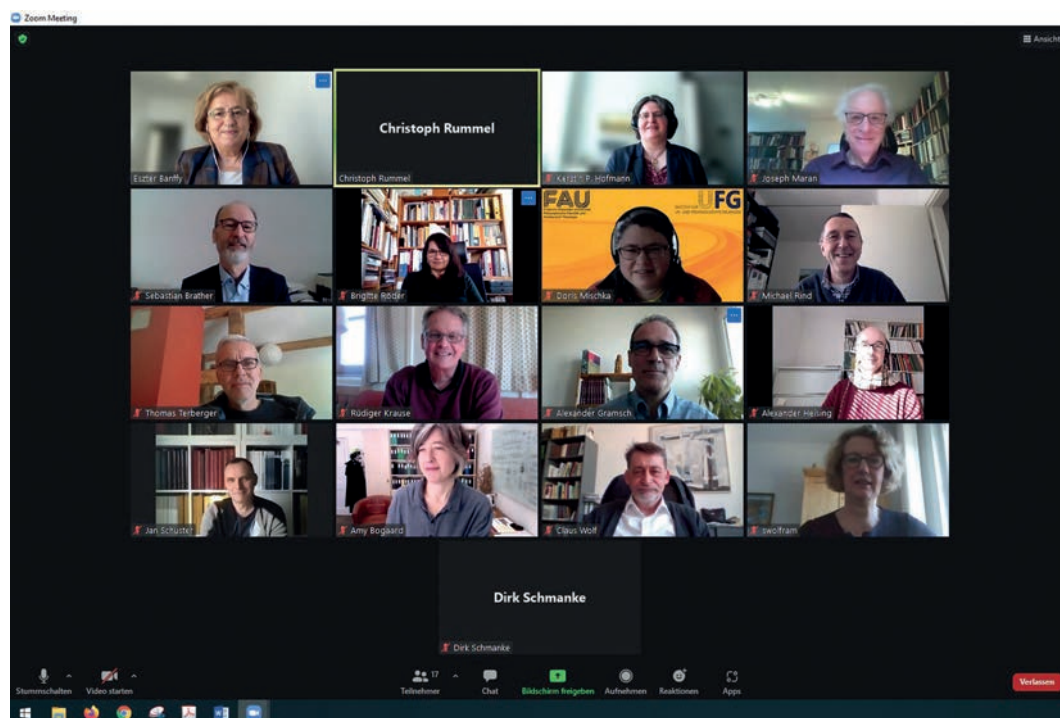 Zoom Meeting
Ansicht
Eszter Banffy
Christoph Rummel
Christoph Rummel
Kerstin P. Hofmann
Joseph Maran
Sebastian Brather
Brigitte Röder
FAU
UFG
Doris Mischka
Michael Rind
Thomas Terberger
Rüdiger Krause
Alexander Gramsch
Alexander Heising
Jan Schuster
Amy Bogaard
Claus Wolf
swolfram
Dirk Schmanke
Dirk Schmanke
Stummschalten
Video starten
17
Teilnehmer
Chat
Bildschirm freigeben
Aufnehmen
Reaktionen
Apps
Verlassen